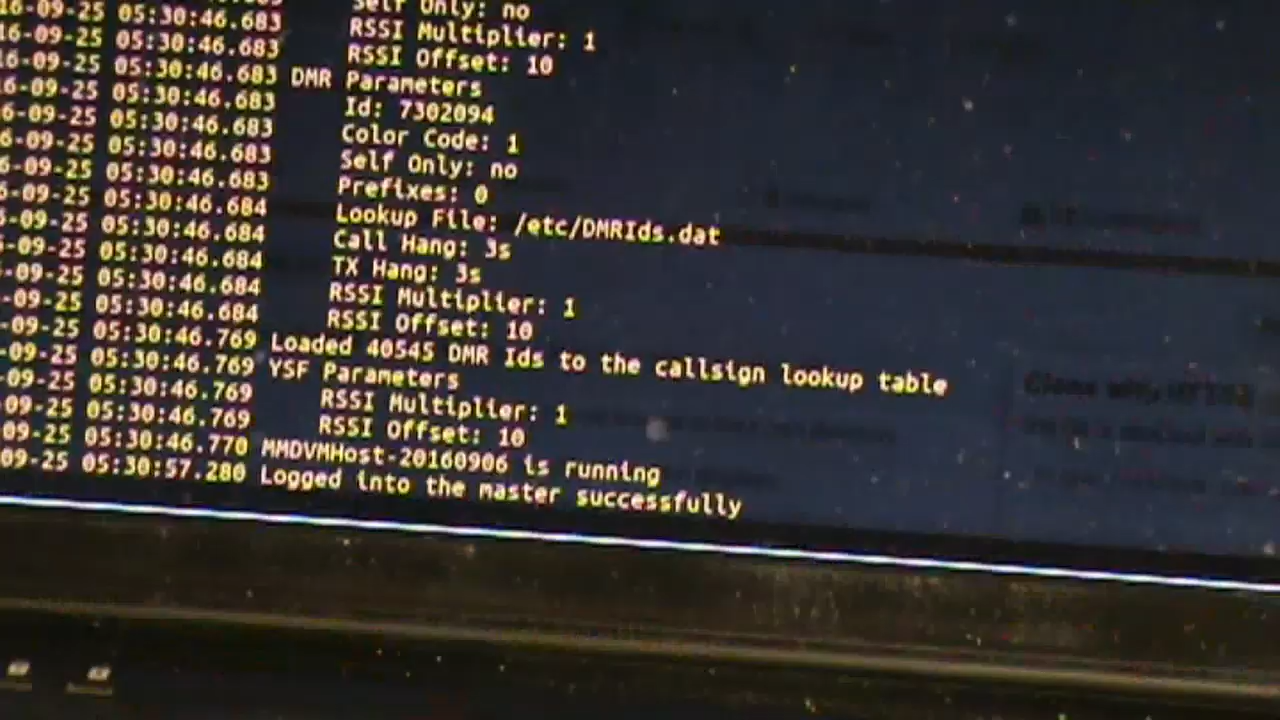 Self Only: no
16-09-25 05:30:46.683 RSSI Multiplier: 1
16-09-25 05:30:46.683 RSSI Offset: 10
16-09-25 05:30:46.683 DMR Parameters
6-09-25 05:30:46.683 Id: 7302094
6-09-25 05:30:46.683 Color Code: 1
6-09-25 05:30:46.683 Self Only: no
6-09-25 05:30:46.683 Prefixes: 0
6-09-25 05:30:46.684 Lookup File: /etc/DMRIds.dat
-09-25 05:30:46.684 Call Hang: 3s
-09-25 05:30:46.684 TX Hang: 3s
-09-25 05:30:46.684 RSSI Multiplier: 1
-09-25 05:30:46.684 RSSI Offset: 10
-09-25 05:30:46.769 Loaded 40545 DMR Ids to the callsign lookup table
-09-25 05:30:46.769 YSF Parameters
-09-25 05:30:46.769 RSSI Multiplier: 1
-09-25 05:30:46.769 RSSI Offset: 10
09-25 05:30:46.770 MMDVMHost-20160906 is running
09-25 05:30:57.280 Logged into the master successfully